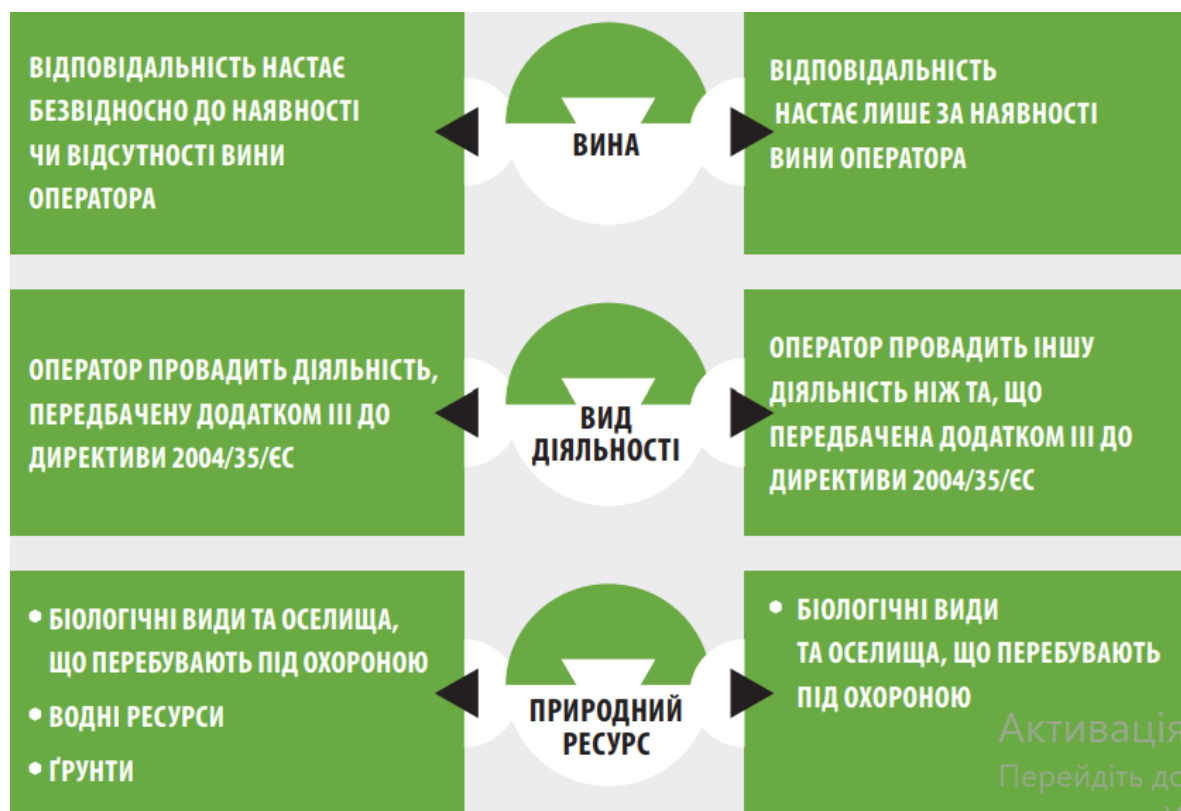 ВІДПОВІДАЛЬНІСТЬ НАСТАЄ
БЕЗВІДНОСНО ДО НАЯВНОСТІ
ЧИ ВІДСУТНОСТІ ВИНИ
ОПЕРАТОРА
ВИНА
ВІДПОВІДАЛЬНІСТЬ
НАСТАЄ ЛИШЕ ЗА НАЯВНОСТІ
ВИНИ ОПЕРАТОРА
ОПЕРАТОР ПРОВАДИТЬ ДІЯЛЬНІСТЬ,
ПЕРЕДБАЧЕНУ ДОДАТКОМ ІІІ ДО
ДИРЕКТИВИ 2004/35/ЄС
ВИД
ДІЯЛЬНОСТІ
ОПЕРАТОР ПРОВАДИТЬ ІНШУ
ДІЯЛЬНІСТЬ НІЖ ТА, ЩО
ПЕРЕДБАЧЕНА ДОДАТКОМ ІІІ ДО
ДИРЕКТИВИ 2004/35/ЄС
• БІОЛОГІЧНІ ВИДИ ТА ОСЕЛИЩА,
ЩО ПЕРЕБУВАЮТЬ ПІД ОХОРОНОЮ
• ВОДНІ РЕСУРСИ
• ҐРУНТИ
ПРИРОДНИЙ
РЕСУРС
• БІОЛОГІЧНІ ВИДИ
ТА ОСЕЛИЩА, ЩО ПЕРЕБУВАЮТЬ
ПІД ОХОРОНОЮ
Активація
Перейдіть до